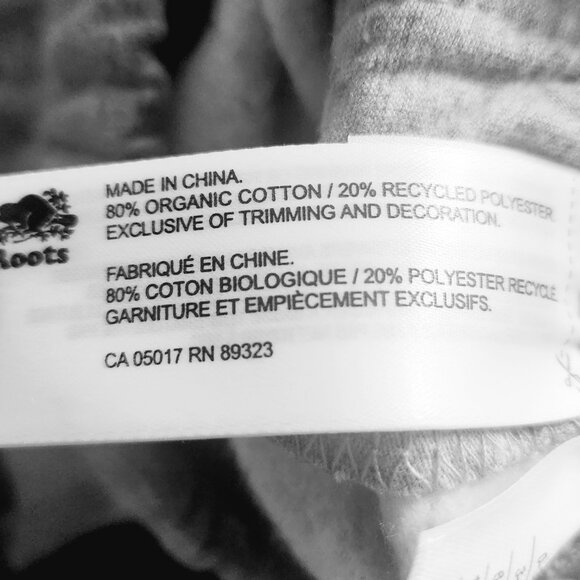 Roots
MADE IN CHINA.
80% ORGANIC COTTON / 20% RECYCLED POLYESTER
EXCLUSIVE OF TRIMMING AND DECORATION.
FABRIQUÉ EN CHINE.
80% COTON BIOLOGIQUE / 20% POLYESTER RECYCLÉ
GARNITURE ET EMPIÈCEMENT EXCLUSIFS.
CA 05017 RN 89323